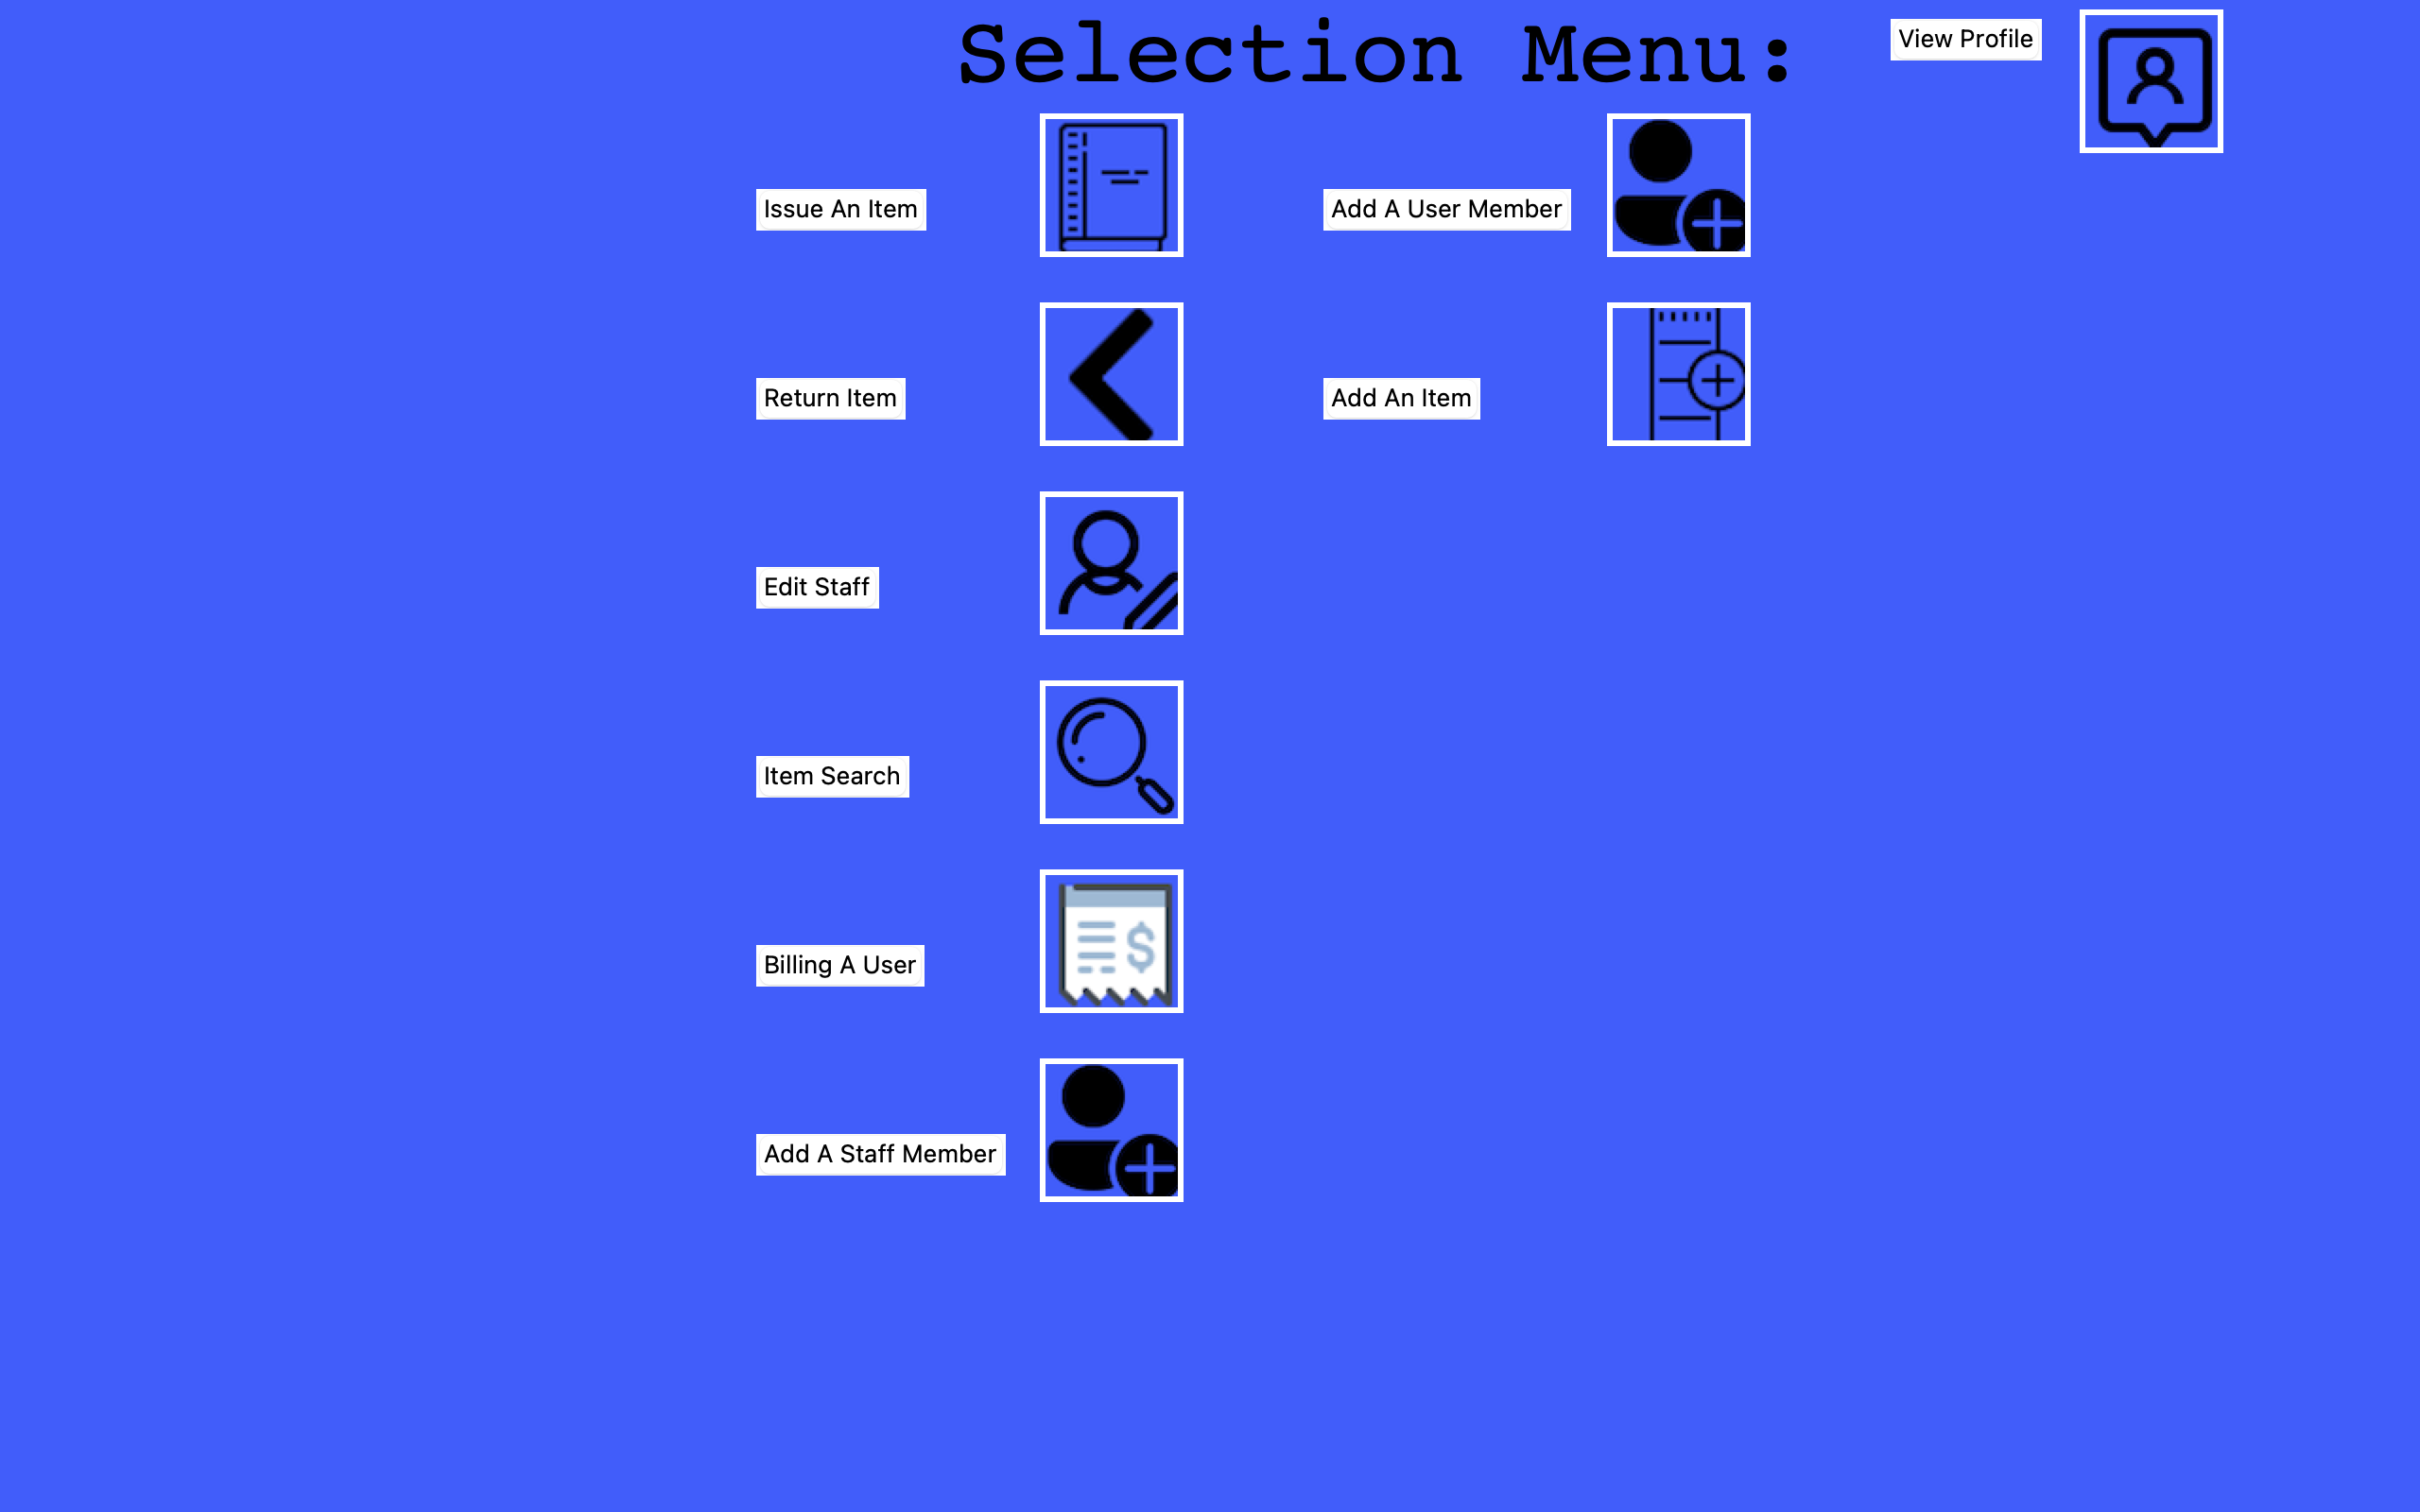 Selection Menu:
View Profile
Issue An Item
Add A User Member
Return Item
Add An Item
Edit Staff
Item Search
Billing A User
$
Add A Staff Member